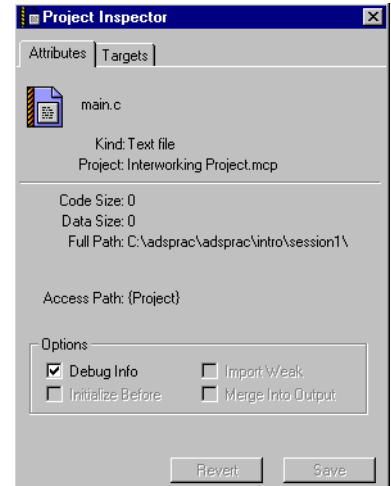 Project Inspector
Attributes Targets
main.c
Kind: Text file
Project: Interworking Project.mcp
Code Size: 0
Data Size: 0
Full Path: C:\adsprac\adsprac\intro\session1\
Access Path: {Project}
Options
Debug Info Import Weak
Initialize Before Merge Into Output
Revert Save